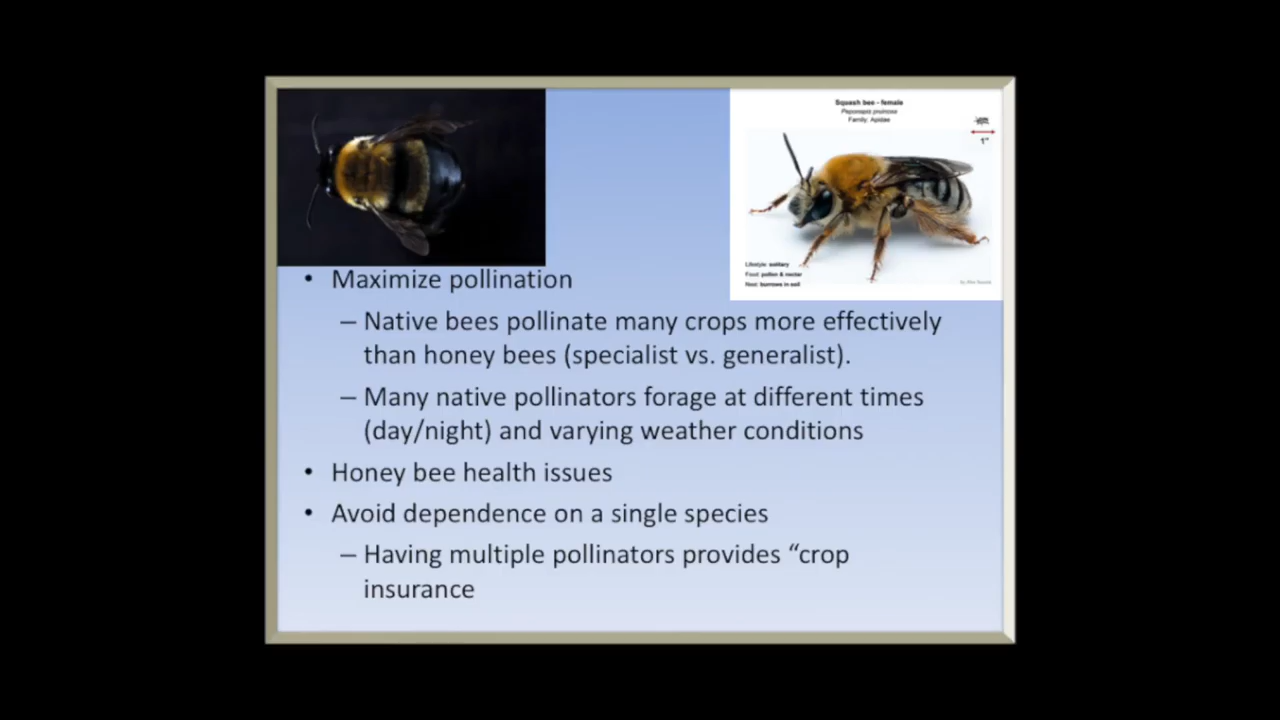 Squash bee - female
Peponapis pruinosa
Family: Apidae
1"
Lifestyle: solitary
Food: pollen & nectar
Nest: burrows in soil
• Maximize pollination
– Native bees pollinate many crops more effectively
than honey bees (specialist vs. generalist).
– Many native pollinators forage at different times
(day/night) and varying weather conditions
• Honey bee health issues
• Avoid dependence on a single species
– Having multiple pollinators provides “crop
insurance